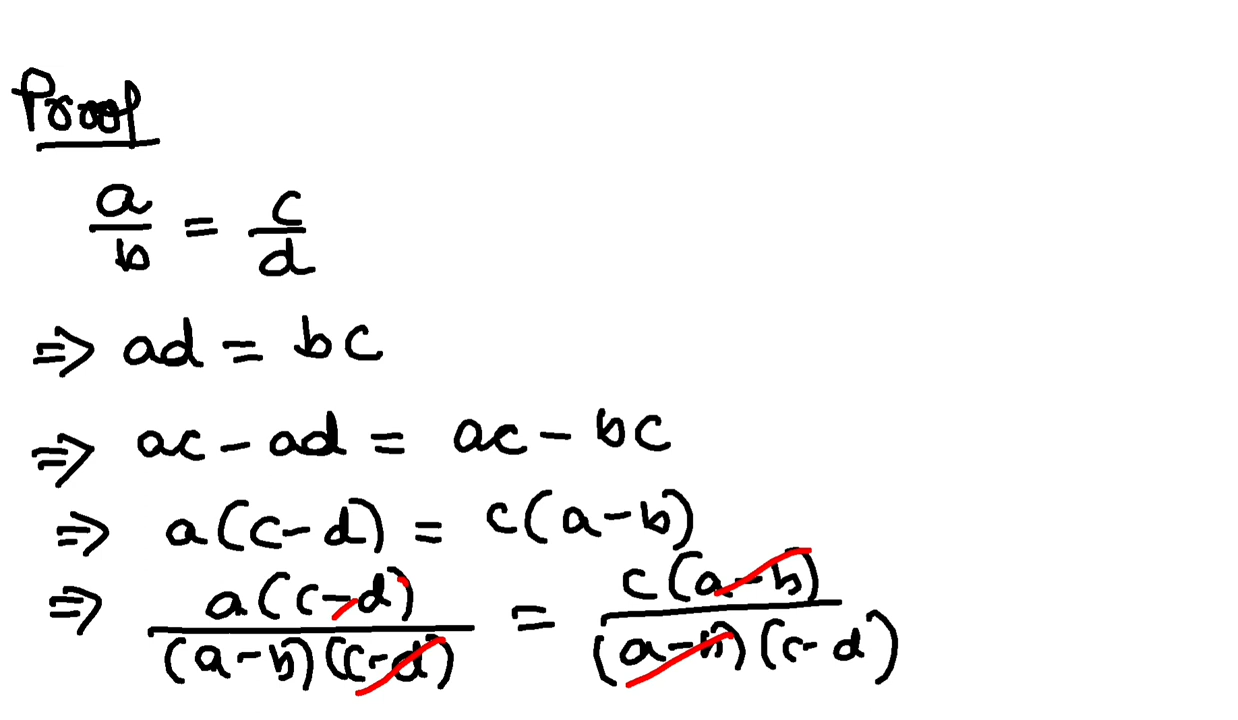 Proof
a/b = c/d
⇒ ad = bc
⇒ ac - ad = ac - bc
⇒ a(c-d) = c(a-b)
⇒ a(c-d)/(a-b)(c-d) = c(a-b)/(a-b)(c-d)